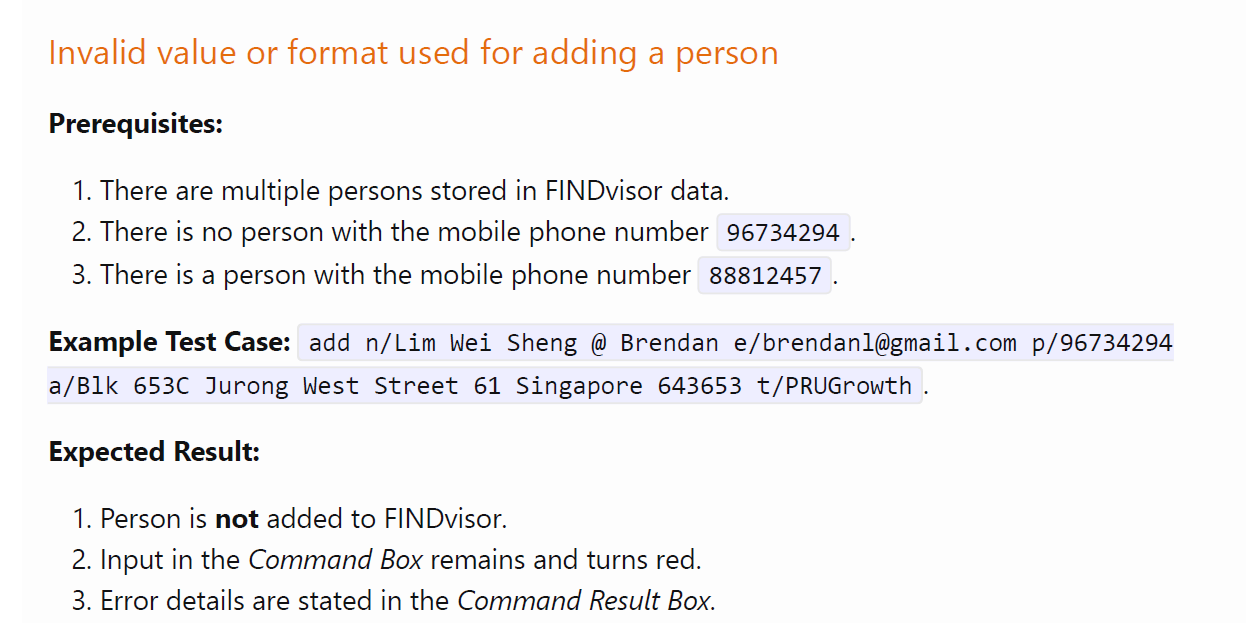 Invalid value or format used for adding a person
Prerequisites:
1. There are multiple persons stored in FINDvisor data.
2. There is no person with the mobile phone number 96734294.
3. There is a person with the mobile phone number 88812457.
Example Test Case: add n/Lim Wei Sheng @ Brendan e/brendanl@gmail.com p/96734294
a/Blk 653C Jurong West Street 61 Singapore 643653 t/PRUGrowth.
Expected Result:
1. Person is not added to FINDvisor.
2. Input in the Command Box remains and turns red.
3. Error details are stated in the Command Result Box.